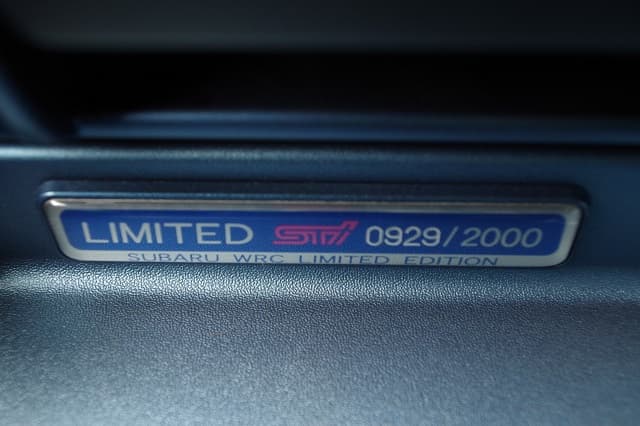 LIMITED STi 0929/2000
SUBARU WRC LIMITED EDITION